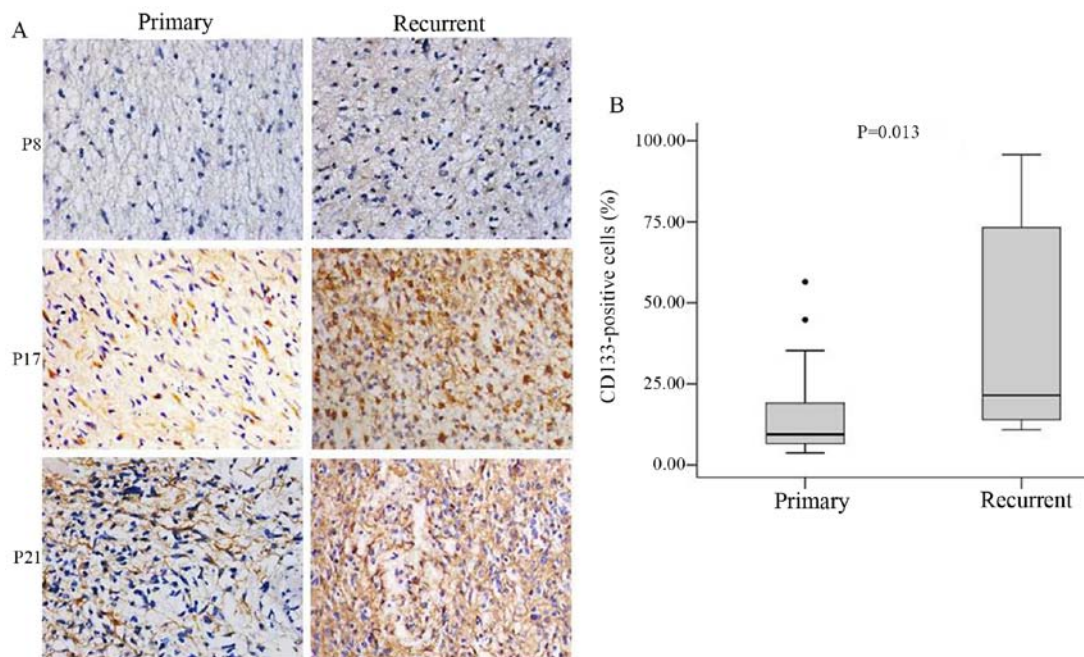 A
Primary
Recurrent
P8
P17
P21
B
P=0.013
CD133-positive cells (%)
100.00
75.00
50.00
25.00
0.00
Primary
Recurrent